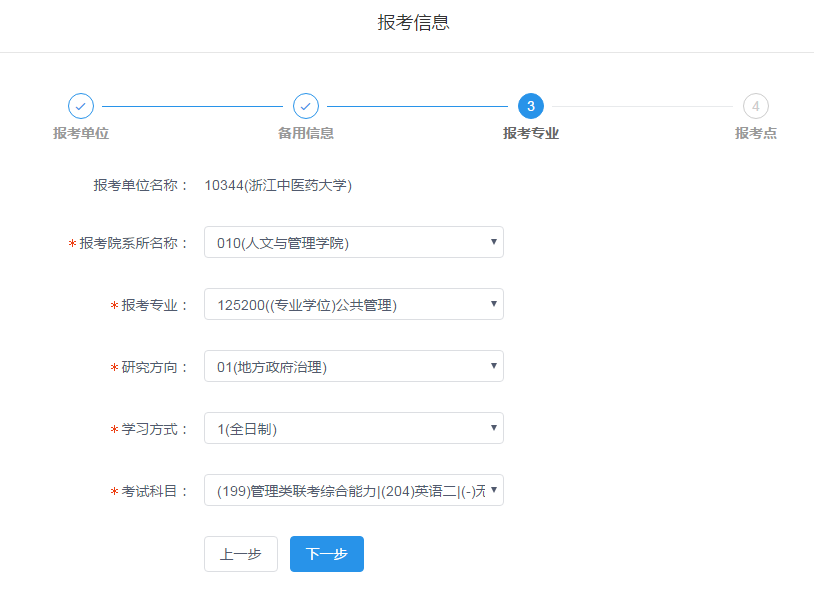 报考信息
3
4
报考单位
备用信息
报考专业
报考点
报考单位名称： 10344(浙江中医药大学)
*报考院系所名称： 010(人文与管理学院)
*报考专业： 125200((专业学位)公共管理)
*研究方向： 01(地方政府治理)
*学习方式： 1(全日制)
*考试科目： (199)管理类联考综合能力|(204)英语二|(-)无
上一步
下一步